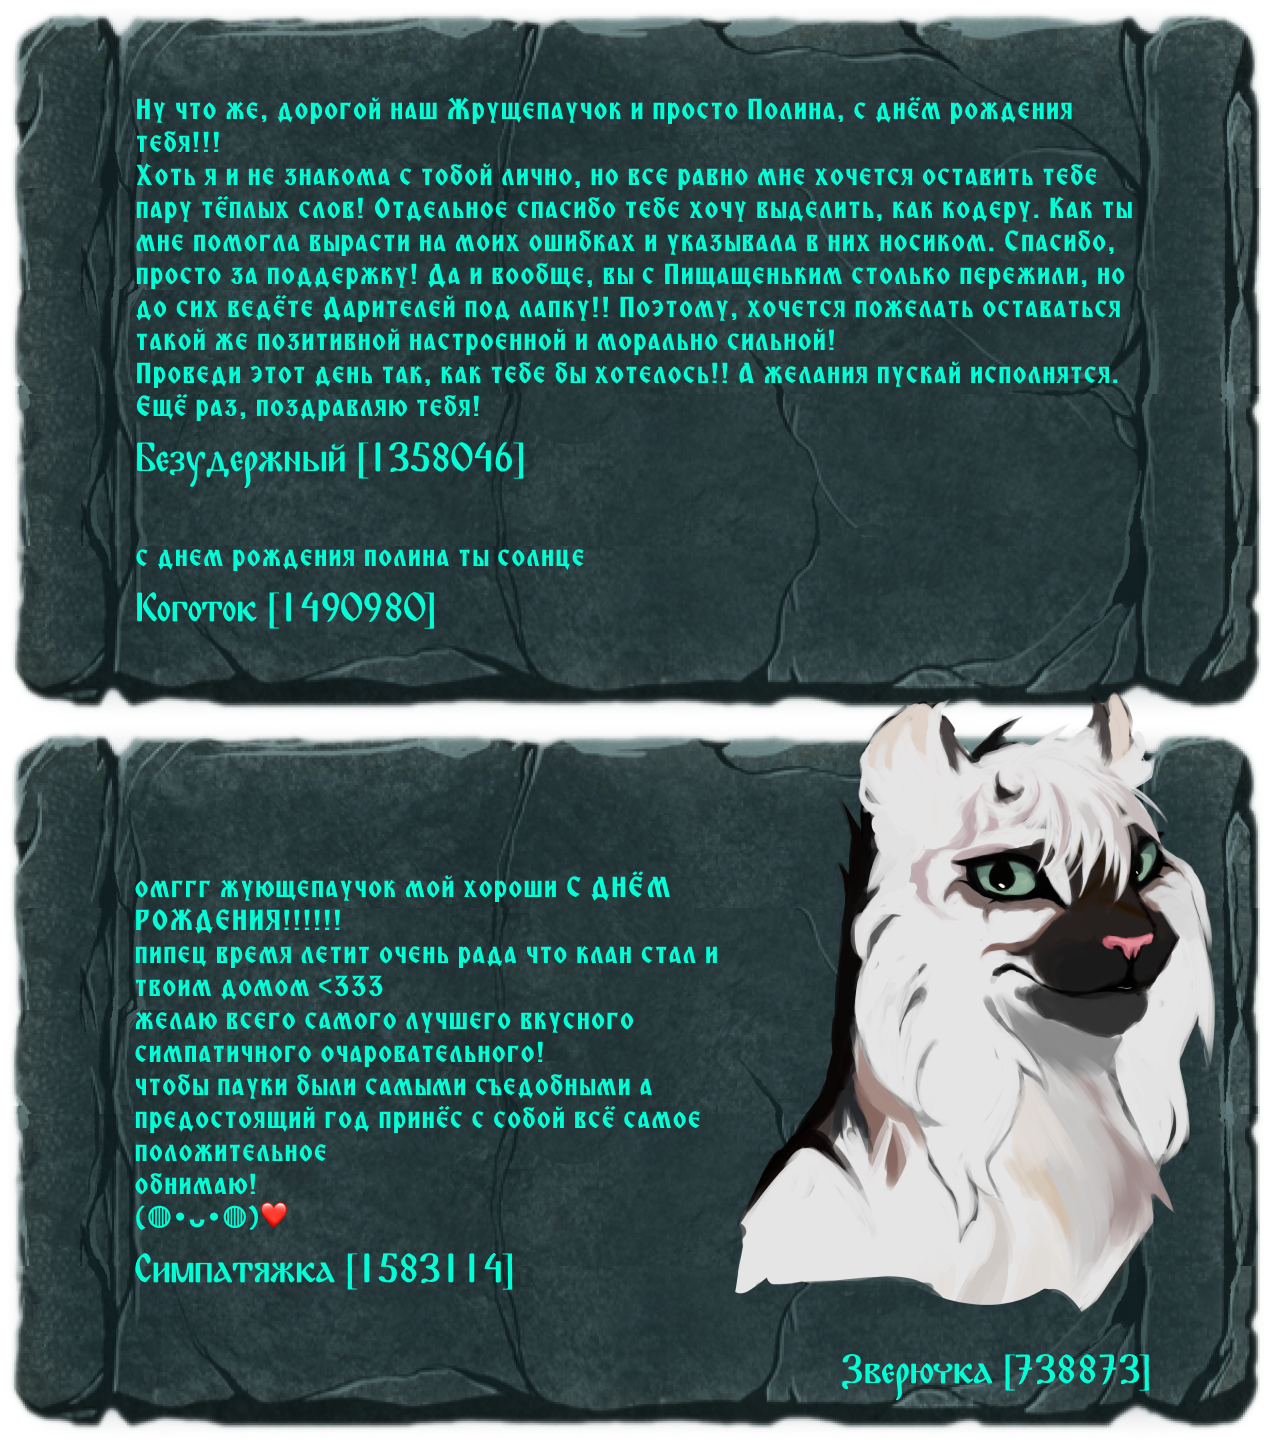 Ну что же, дорогой наш Жрущепаучок и просто Полина, с днём рождения
тебя!!!
Хоть я и не знакома с тобой лично, но все равно мне хочется оставить тебе
пару тёплых слов! Отдельное спасибо тебе хочу выделить, как кодеру. Как ты
мне помогла вырасти на моих ошибках и указывала в них носиком. Спасибо,
просто за поддержку! Да и вообще, вы с Пищащеньким столько пережили, но
до сих ведёте Дарителей под лапку!! Поэтому, хочется пожелать оставаться
такой же позитивной настроенной и морально сильной!
Проведи этот день так, как тебе бы хотелось!! А желания пускай исполнятся.
Ещё раз, поздравляю тебя!
Безудержный [1358046]
с днем рождения полина ты солнце
Коготок [1490980]
омггг жующепаучок мой хороши С ДНЁМ
РОЖДЕНИЯ!!!!!!
пипец время летит очень рада что клан стал и
твоим домом <333
желаю всего самого лучшего вкусного
симпатичного очаровательного!
чтобы пауки были самыми съедобными а
предостоящий год принёс с собой всё самое
положительное
обнимаю!
(◍•ᴗ•◍)❤️
Симпатяжка [1583114]
Зверючка [738873]